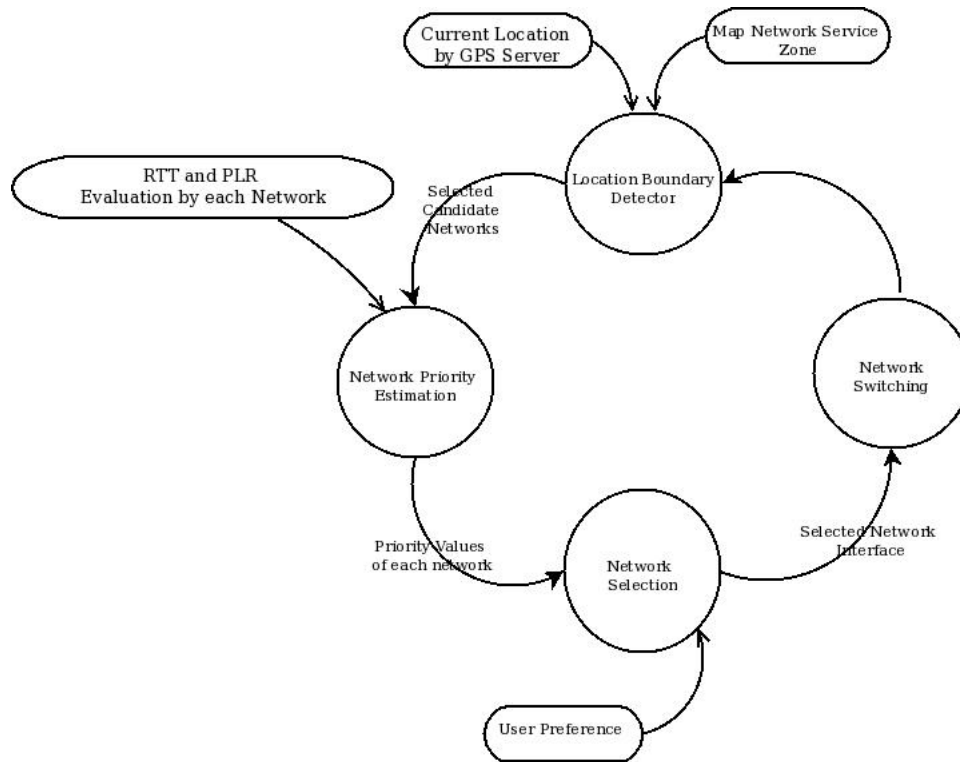 Current Location
by GPS Server
Map Network Service
Zone
Location Boundary
Detector
RTT and PLR
Evaluation by each Network
Selected
Candidate
Networks
Network Priority
Estimation
Network
Switching
Priority Values
of each network
Selected Network
Interface
Network
Selection
User Preference